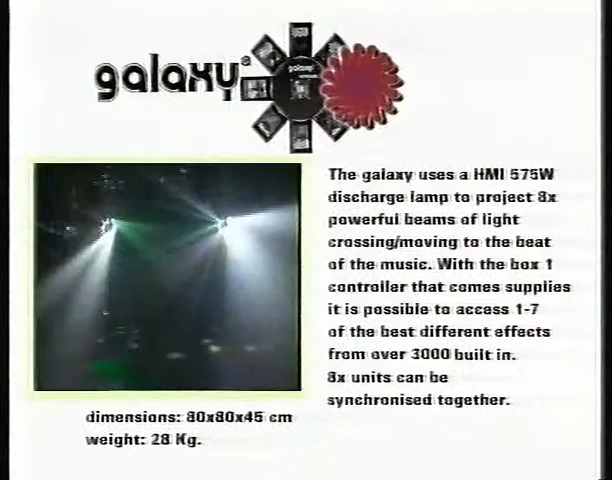 galaxy
The galaxy uses a HMI 575W
discharge lamp to project 8x
powerful beams of light
crossing/moving to the beat
of the music. With the box 1
controller that comes supplies
it is possible to access 1-7
of the best different effects
from over 3000 built in.
8x units can be
synchronised together.
dimensions: 80x80x45 cm
weight: 28 Kg.